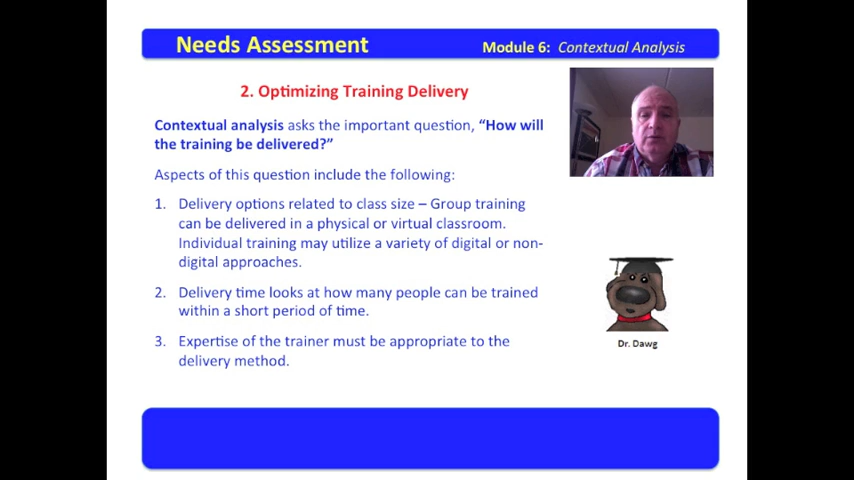 Needs Assessment
Module 6: Contextual Analysis
2. Optimizing Training Delivery
Contextual analysis asks the important question, “How will
the training be delivered?”
Aspects of this question include the following:
1. Delivery options related to class size – Group training
can be delivered in a physical or virtual classroom.
Individual training may utilize a variety of digital or non-
digital approaches.
2. Delivery time looks at how many people can be trained
within a short period of time.
3. Expertise of the trainer must be appropriate to the
delivery method.
Dr. Dawg